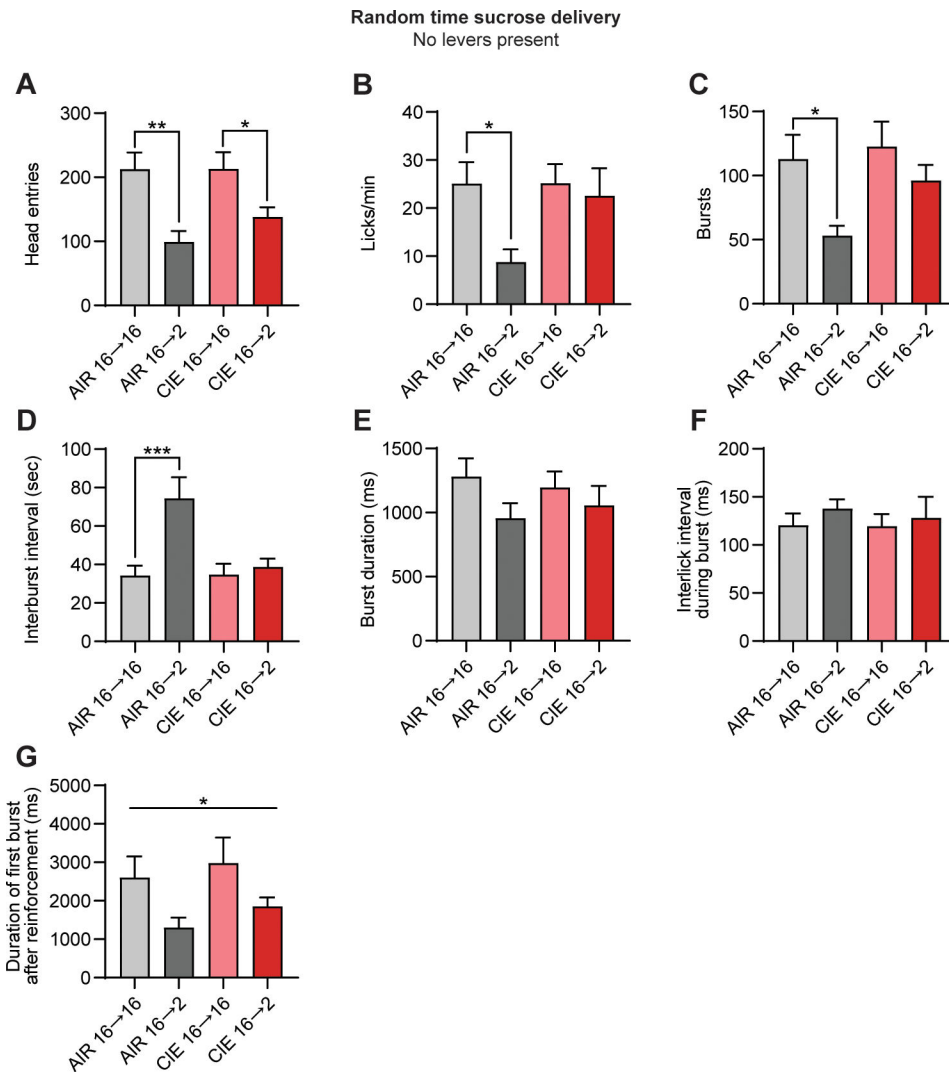 Random time sucrose delivery
No levers present
A
Head entries
300
200
100
0
**
*
AIR 16→16
AIR 16→2
CIE 16→16
CIE 16→2
B
Licks/min
40
30
20
10
0
*
AIR 16→16
AIR 16→2
CIE 16→16
CIE 16→2
C
Bursts
150
100
50
0
*
AIR 16→16
AIR 16→2
CIE 16→16
CIE 16→2
D
Interburst interval (sec)
100
80
60
40
20
0
***
AIR 16→16
AIR 16→2
CIE 16→16
CIE 16→2
E
Burst duration (ms)
1500
1000
500
0
AIR 16→16
AIR 16→2
CIE 16→16
CIE 16→2
F
Interlick interval
during burst (ms)
200
150
100
50
0
AIR 16→16
AIR 16→2
CIE 16→16
CIE 16→2
G
Duration of first burst
after reinforcement (ms)
5000
4000
3000
2000
1000
0
*
AIR 16→16
AIR 16→2
CIE 16→16
CIE 16→2